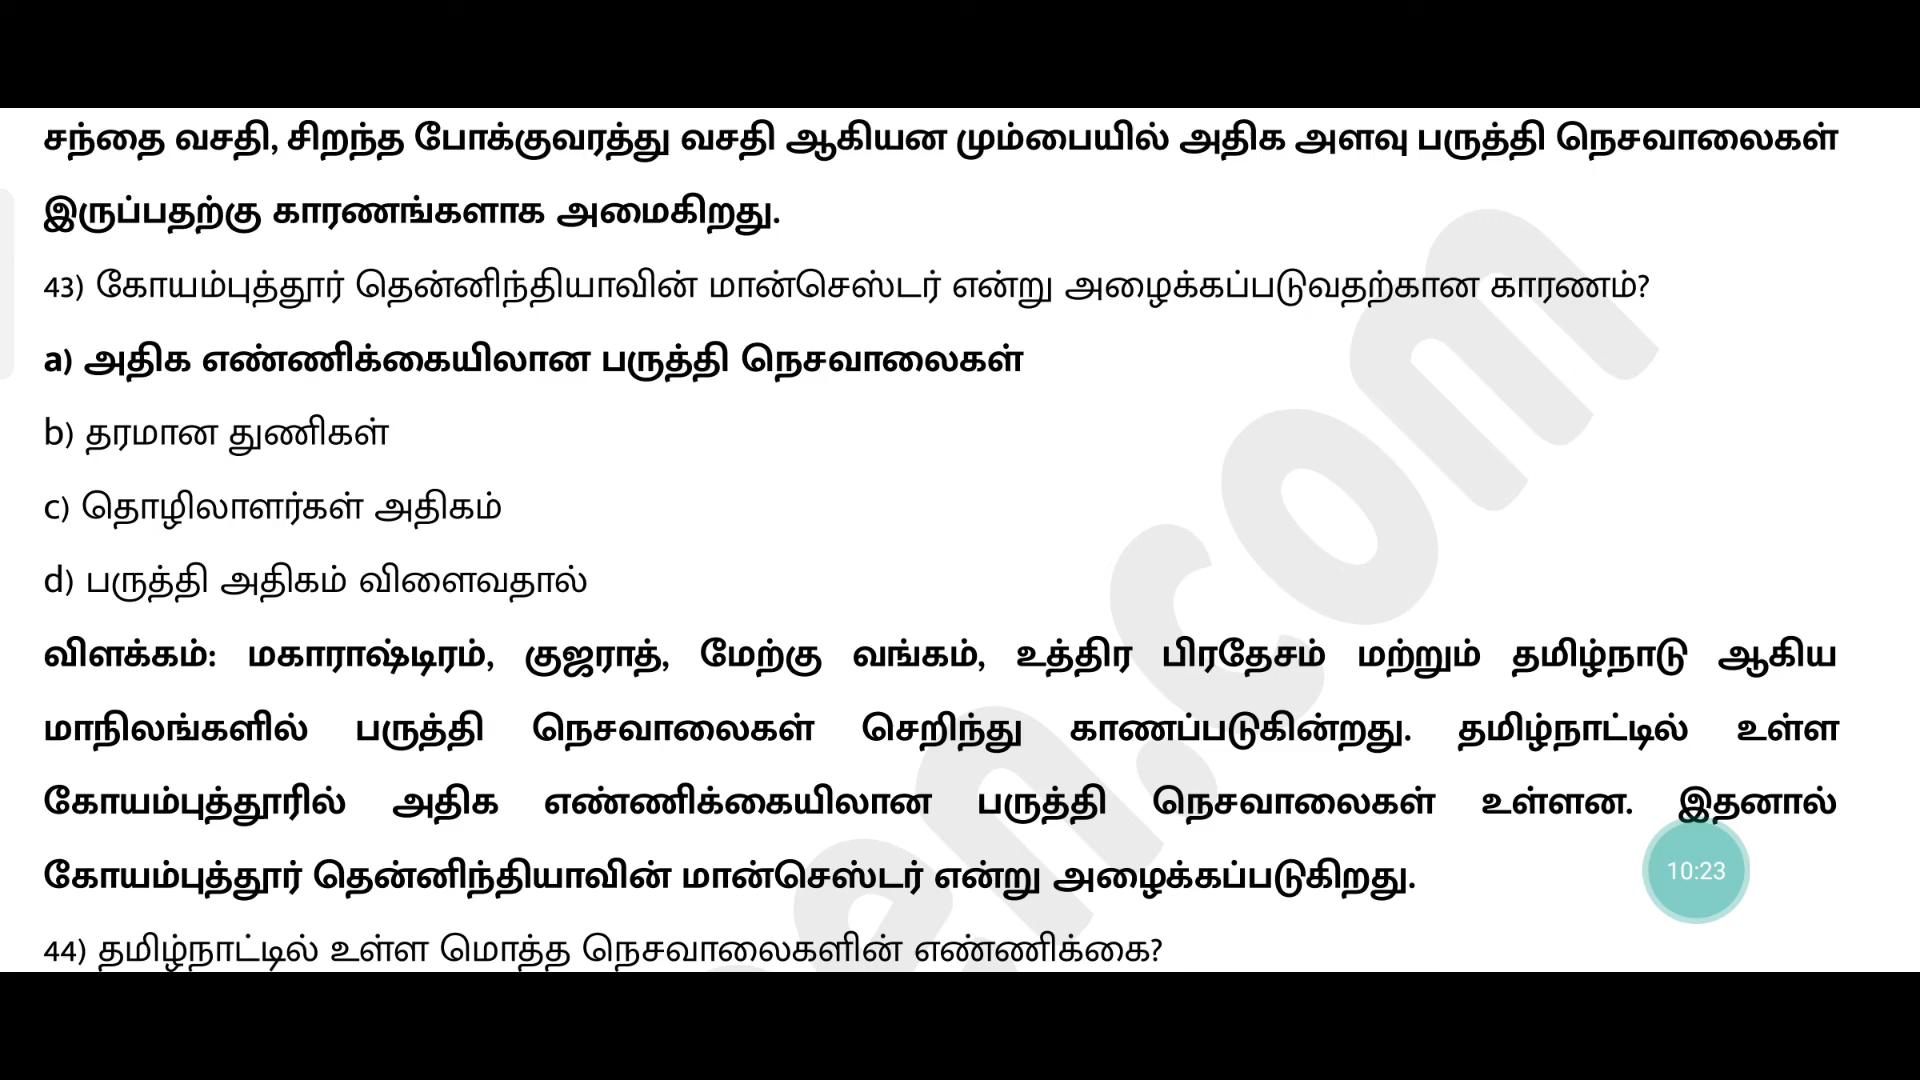 சந்தை வசதி, சிறந்த போக்குவரத்து வசதி ஆகியன மும்பையில் அதிக அளவு பருத்தி நெசவாலைகள்
இருப்பதற்கு காரணங்களாக அமைகிறது.
43) கோயம்புத்தூர் தென்னிந்தியாவின் மான்செஸ்டர் என்று அழைக்கப்படுவதற்கான காரணம்?
a) அதிக எண்ணிக்கையிலான பருத்தி நெசவாலைகள்
b) தரமான துணிகள்
c) தொழிலாளர்கள் அதிகம்
d) பருத்தி அதிகம் விளைவதால்
விளக்கம்: மகாராஷ்டிரம், குஜராத், மேற்கு வங்கம், உத்திர பிரதேசம் மற்றும் தமிழ்நாடு ஆகிய
மாநிலங்களில் பருத்தி நெசவாலைகள் செறிந்து காணப்படுகின்றது. தமிழ்நாட்டில் உள்ள
கோயம்புத்தூரில் அதிக எண்ணிக்கையிலான பருத்தி நெசவாலைகள் உள்ளன. இதனால்
கோயம்புத்தூர் தென்னிந்தியாவின் மான்செஸ்டர் என்று அழைக்கப்படுகிறது.
10:23
44) தமிழ்நாட்டில் உள்ள மொத்த நெசவாலைகளின் எண்ணிக்கை?
en.com